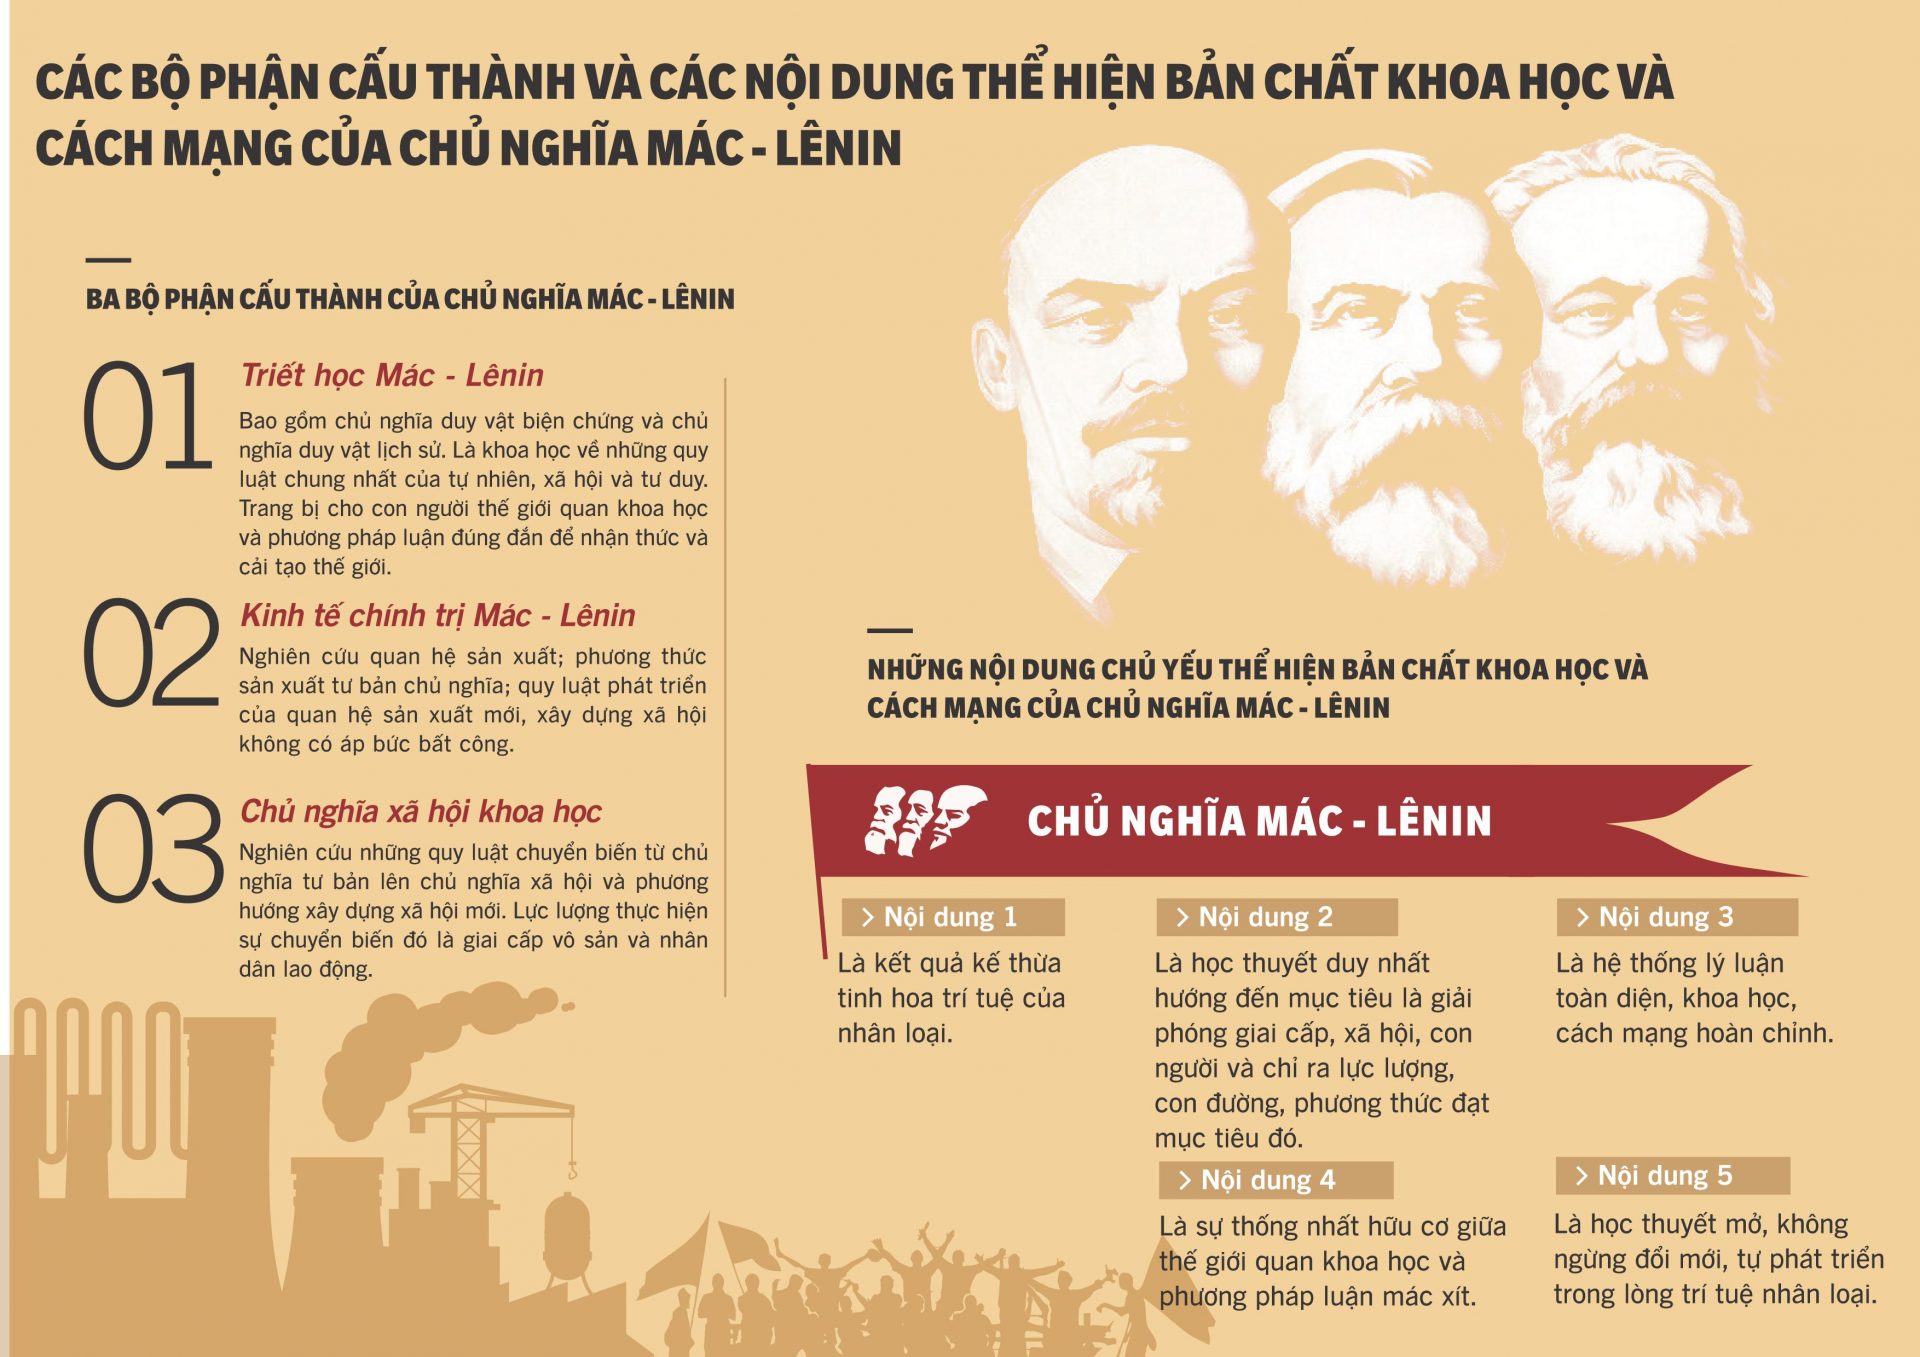 CÁC BỘ PHẬN CẤU THÀNH VÀ CÁC NỘI DUNG THỂ HIỆN BẢN CHẤT KHOA HỌC VÀ
CÁCH MẠNG CỦA CHỦ NGHĨA MÁC - LÊNIN
BA BỘ PHẬN CẤU THÀNH CỦA CHỦ NGHĨA MÁC - LÊNIN
01
Triết học Mác - Lênin
Bao gồm chủ nghĩa duy vật biện chứng và chủ
nghĩa duy vật lịch sử. Là khoa học về những quy
luật chung nhất của tự nhiên, xã hội và tư duy.
Trang bị cho con người thế giới quan khoa học
và phương pháp luận đúng đắn để nhận thức và
cải tạo thế giới.
02
Kinh tế chính trị Mác - Lênin
Nghiên cứu quan hệ sản xuất; phương thức
sản xuất tư bản chủ nghĩa; quy luật phát triển
của quan hệ sản xuất mới, xây dựng xã hội
không có áp bức bất công.
03
Chủ nghĩa xã hội khoa học
Nghiên cứu những quy luật chuyển biến từ chủ
nghĩa tư bản lên chủ nghĩa xã hội và phương
hướng xây dựng xã hội mới. Lực lượng thực hiện
sự chuyển biến đó là giai cấp vô sản và nhân
dân lao động.
NHỮNG NỘI DUNG CHỦ YẾU THỂ HIỆN BẢN CHẤT KHOA HỌC VÀ
CÁCH MẠNG CỦA CHỦ NGHĨA MÁC - LÊNIN
CHỦ NGHĨA MÁC - LÊNIN
> Nội dung 1
Là kết quả kế thừa
tinh hoa trí tuệ của
nhân loại.
> Nội dung 2
Là học thuyết duy nhất
hướng đến mục tiêu là giải
phóng giai cấp, xã hội, con
người và chỉ ra lực lượng,
con đường, phương thức đạt
mục tiêu đó.
> Nội dung 3
Là hệ thống lý luận
toàn diện, khoa học,
cách mạng hoàn chỉnh.
> Nội dung 4
Là sự thống nhất hữu cơ giữa
thế giới quan khoa học và
phương pháp luận mác xít.
> Nội dung 5
Là học thuyết mở, không
ngừng đổi mới, tự phát triển
trong lòng trí tuệ nhân loại.